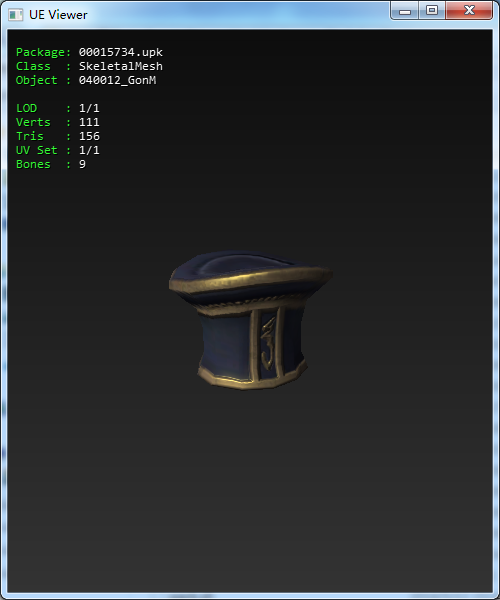 UE Viewer
Package: 00015734.upk
Class : SkeletalMesh
Object : 040012_GonM
LOD : 1/1
Verts : 111
Tris : 156
UV Set : 1/1
Bones : 9